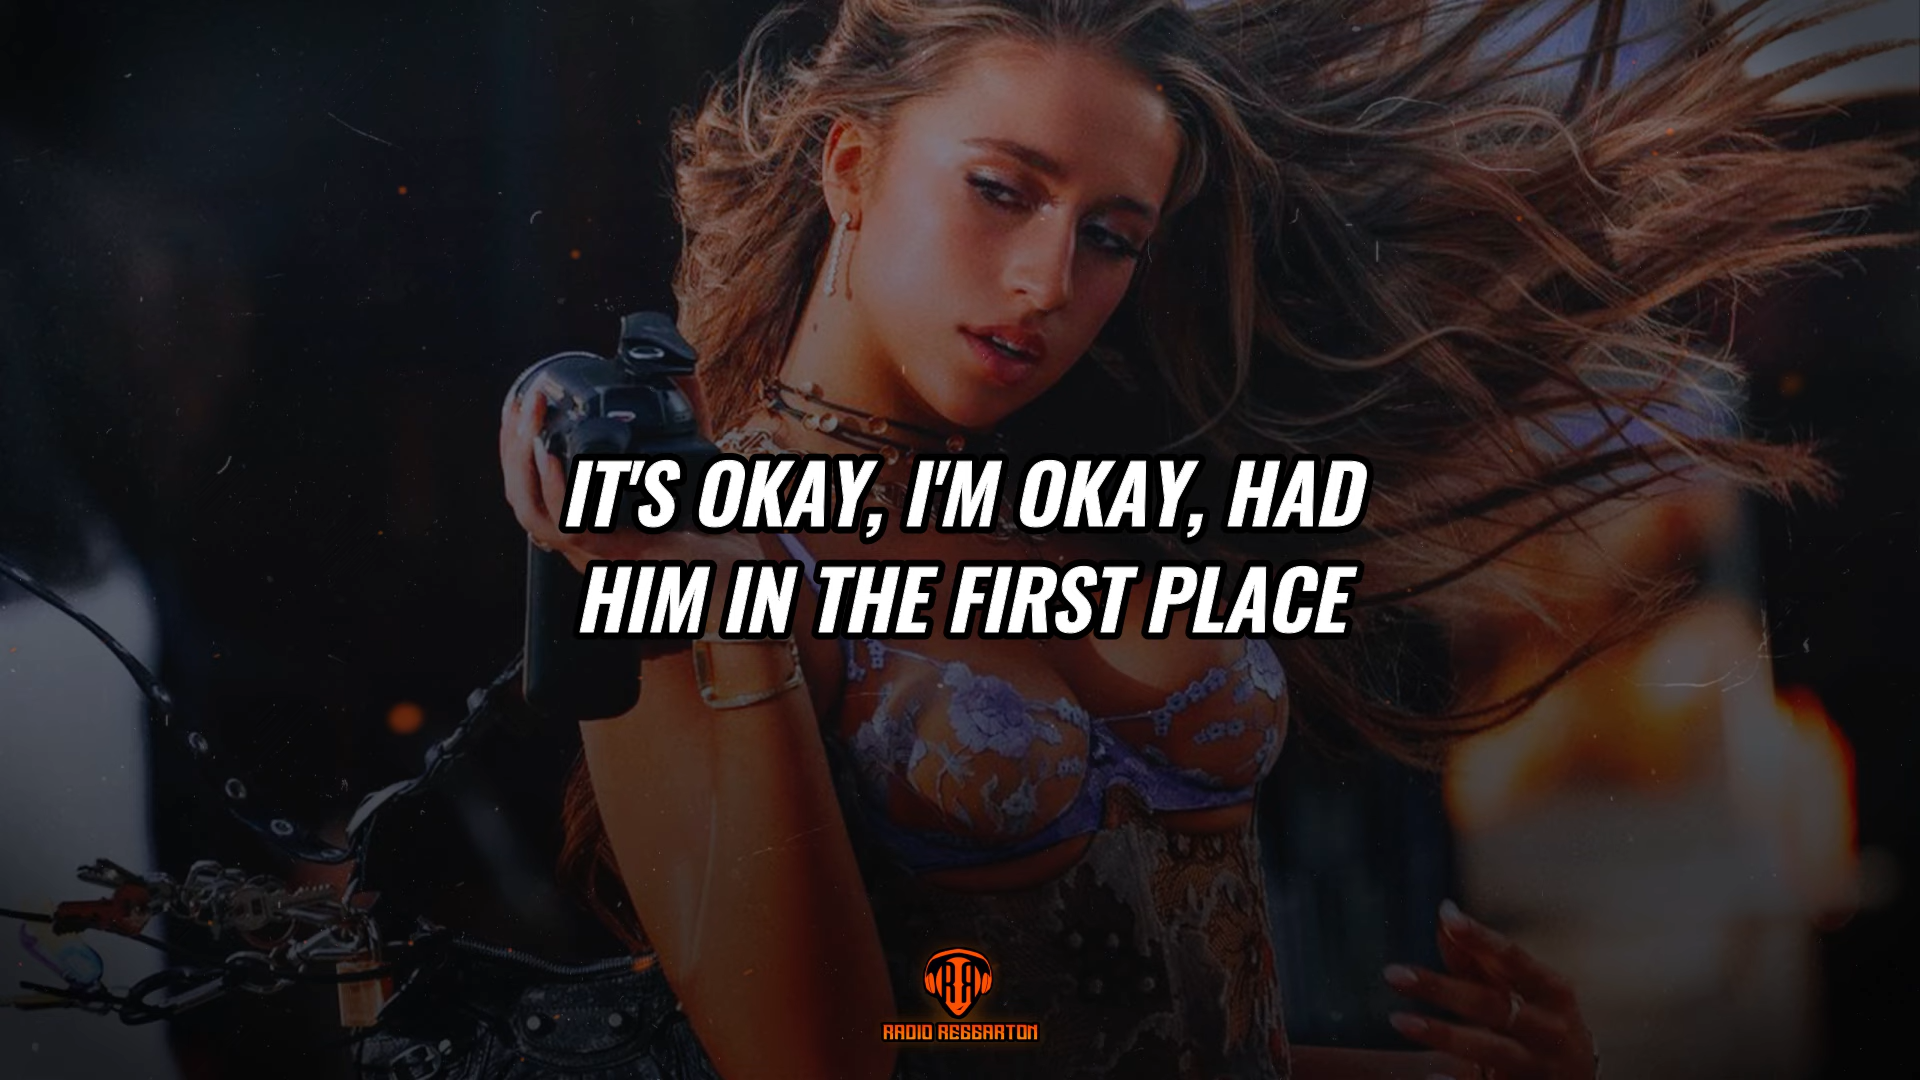 IT'S OKAY, I'M OKAY, HAD
HIM IN THE FIRST PLACE
RADIO REGGAETON